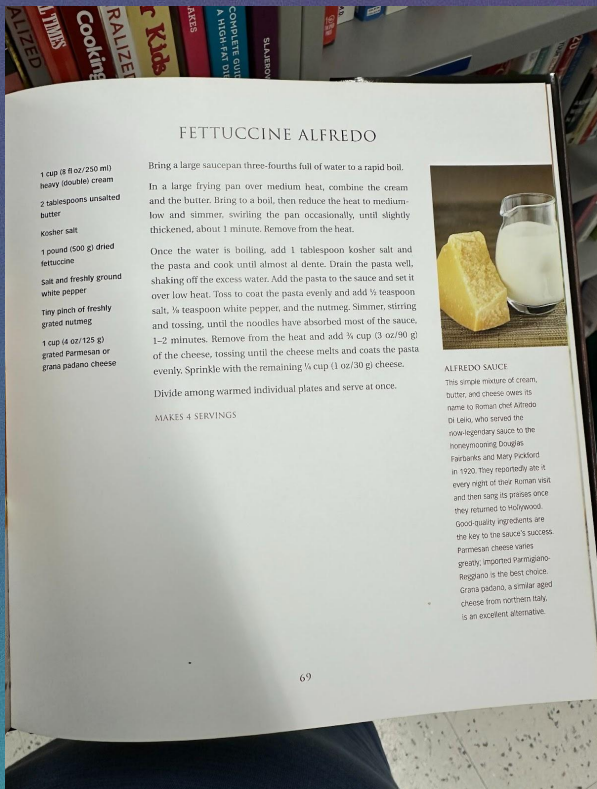 ALIZED
L TIMES
Cooking
RALIZED
r Kids
AKES
COMPLETE GUID
A HIGH-FAT DIE
SLAJEROV
FETTUCCINE ALFREDO
1 cup (8 fl oz/250 ml)
heavy (double) cream
2 tablespoons unsalted
butter
Kosher salt
1 pound (500 g) dried
fettuccine
Salt and freshly ground
white pepper
Tiny pinch of freshly
grated nutmeg
1 cup (4 oz/125 g)
grated Parmesan or
grana padano cheese
Bring a large saucepan three-fourths full of water to a rapid boil.
In a large frying pan over medium heat, combine the cream
and the butter. Bring to a boil, then reduce the heat to medium-
low and simmer, swirling the pan occasionally, until slightly
thickened, about 1 minute. Remove from the heat.
Once the water is boiling, add 1 tablespoon kosher salt and
the pasta and cook until almost al dente. Drain the pasta well,
shaking off the excess water. Add the pasta to the sauce and set it
over low heat. Toss to coat the pasta evenly and add ½ teaspoon
salt, ⅛ teaspoon white pepper, and the nutmeg. Simmer, stirring
and tossing, until the noodles have absorbed most of the sauce,
1–2 minutes. Remove from the heat and add ¾ cup (3 oz/90 g)
of the cheese, tossing until the cheese melts and coats the pasta
evenly. Sprinkle with the remaining ¼ cup (1 oz/30 g) cheese.
Divide among warmed individual plates and serve at once.
MAKES 4 SERVINGS
ALFREDO SAUCE
This simple mixture of cream,
butter, and cheese owes its
name to Roman chef Alfredo
Di Lelio, who served the
now-legendary sauce to the
honeymooning Douglas
Fairbanks and Mary Pickford
in 1920. They reportedly ate it
every night of their Roman visit
and then sang its praises once
they returned to Hollywood.
Good-quality ingredients are
the key to the sauce's success.
Parmesan cheese varies
greatly; imported Parmigiano-
Reggiano is the best choice.
Grana padano, a similar aged
cheese from northern Italy,
is an excellent alternative.
69